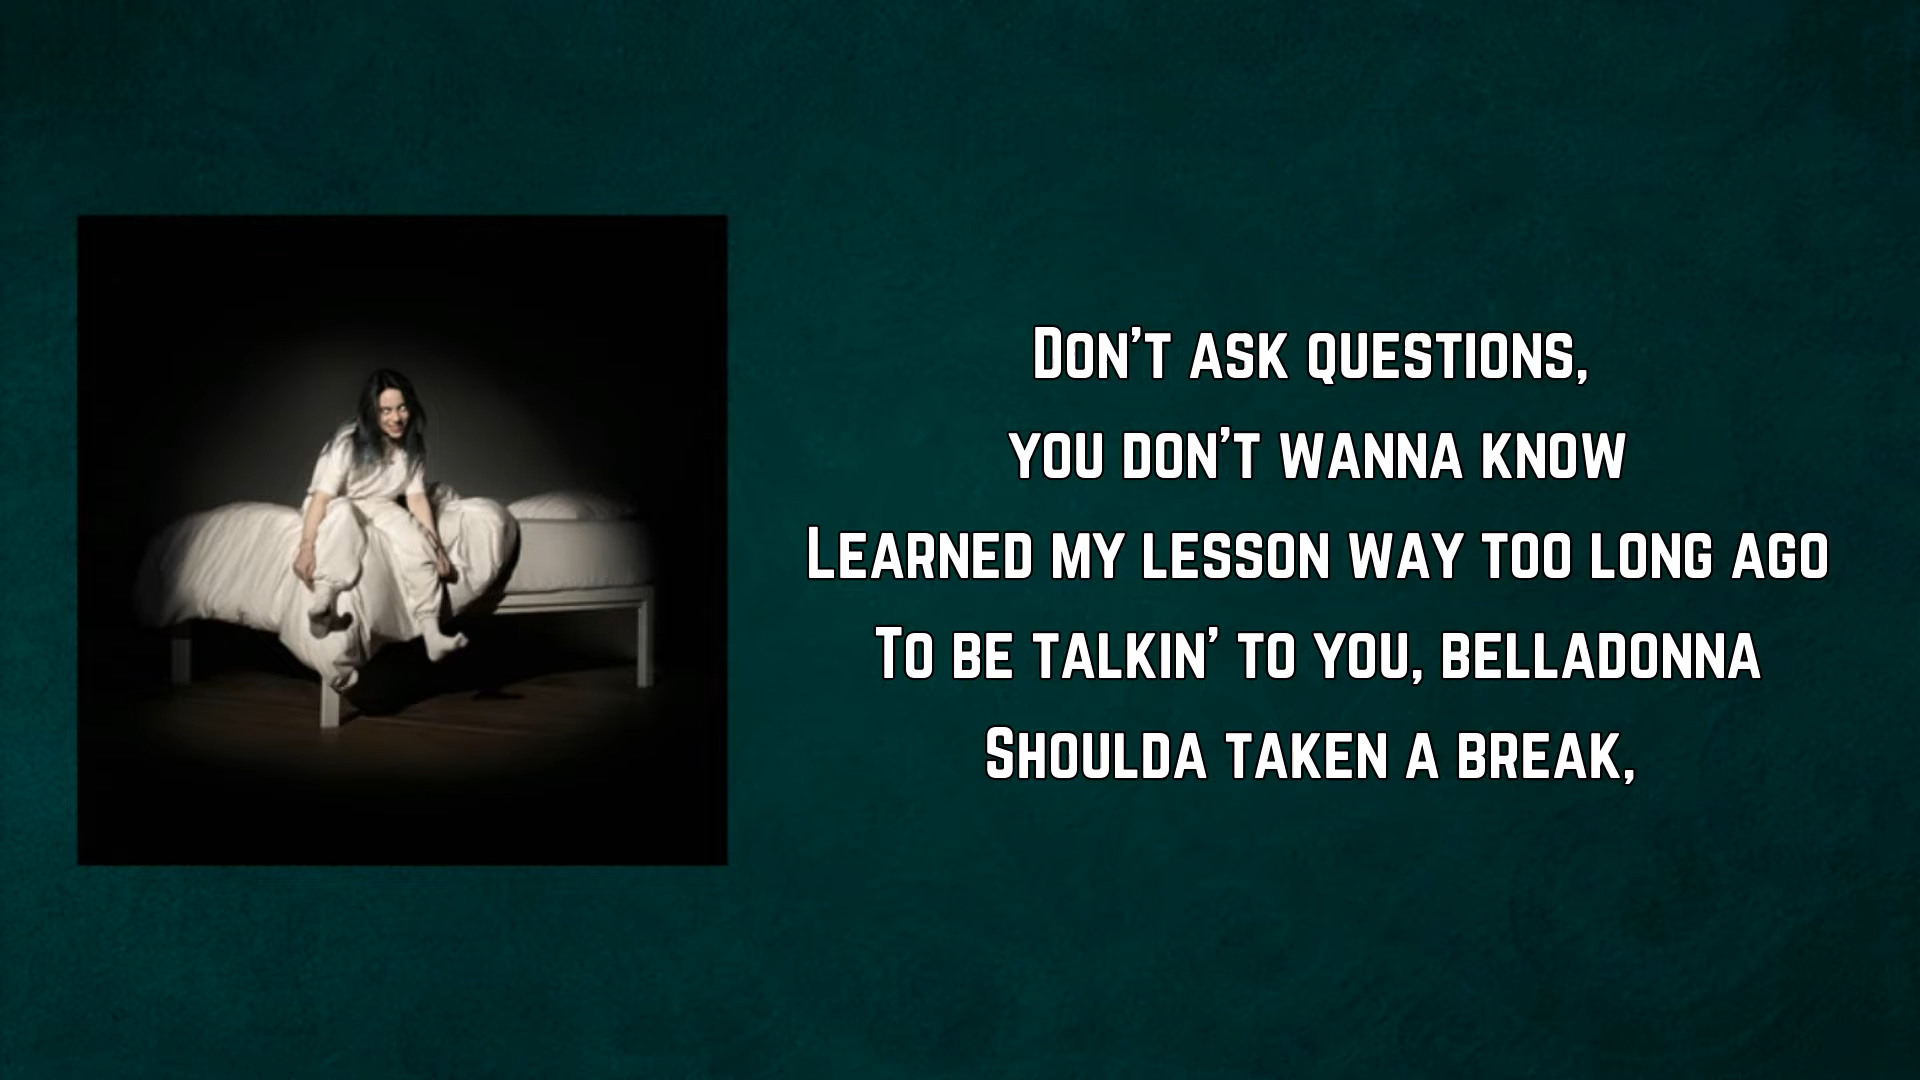 Don't ask questions,
you don't wanna know
Learned my lesson way too long ago
To be talkin' to you, belladonna
Shoulda taken a break,